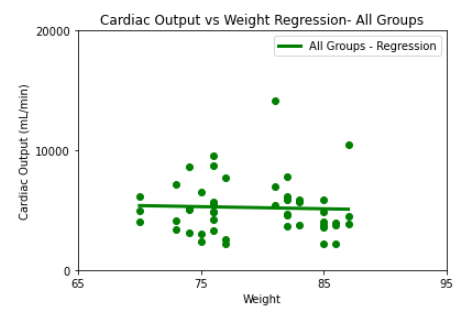 Cardiac Output vs Weight Regression- All Groups
20000
All Groups - Regression
Cardiac Output (mL/min)
10000
0
65
75
85
95
Weight